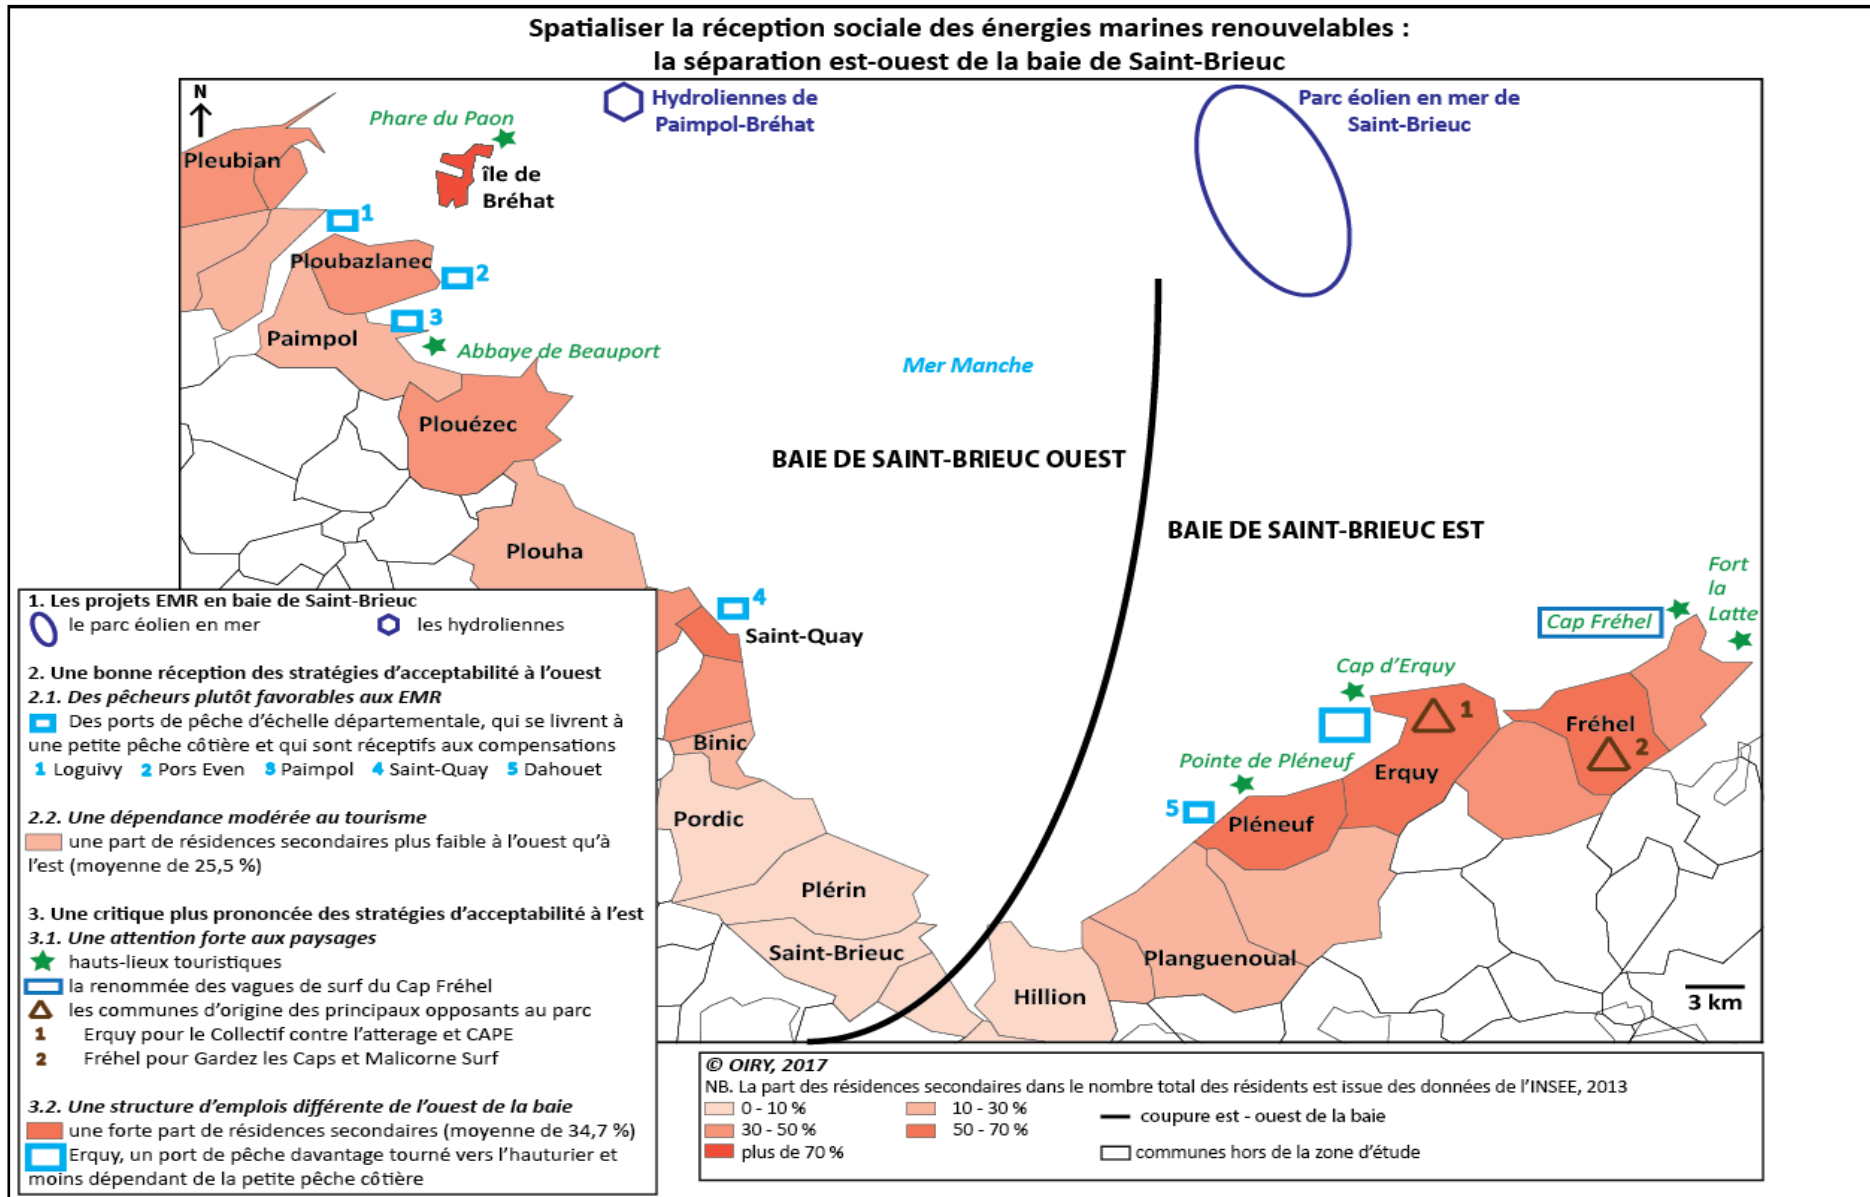 Spatialiser la réception sociale des énergies marines renouvelables :
la séparation est-ouest de la baie de Saint-Brieuc
N
Phare du Paon
Hydroliennes de
Paimpol-Bréhat
Parc éolien en mer de
Saint-Brieuc
Pleubian
île de
Bréhat
1
Ploubazlanec
2
3
Paimpol
Abbaye de Beauport
Mer Manche
Plouézec
BAIE DE SAINT-BRIEUC OUEST
BAIE DE SAINT-BRIEUC EST
Plouha
Fort
la
Latte
Cap Fréhel
4
Saint-Quay
Cap d'Erquy
1
Fréhel
2
Binic
Pointe de Pléneuf
Erquy
5
Pléneuf
Pordic
Plérin
Saint-Brieuc
Planguenoual
Hillion
3 km
1. Les projets EMR en baie de Saint-Brieuc
le parc éolien en mer
les hydroliennes
2. Une bonne réception des stratégies d'acceptabilité à l'ouest
2.1. Des pêcheurs plutôt favorables aux EMR
Des ports de pêche d'échelle départementale, qui se livrent à
une petite pêche côtière et qui sont réceptifs aux compensations
1 Loguivy 2 Pors Even 3 Paimpol 4 Saint-Quay 5 Dahouet
2.2. Une dépendance modérée au tourisme
une part de résidences secondaires plus faible à l'ouest qu'à
l'est (moyenne de 25,5 %)
3. Une critique plus prononcée des stratégies d'acceptabilité à l'est
3.1. Une attention forte aux paysages
hauts-lieux touristiques
la renommée des vagues de surf du Cap Fréhel
les communes d'origine des principaux opposants au parc
1 Erquy pour le Collectif contre l'atterage et CAPE
2 Fréhel pour Gardez les Caps et Malicorne Surf
3.2. Une structure d'emplois différente de l'ouest de la baie
une forte part de résidences secondaires (moyenne de 34,7 %)
Erquy, un port de pêche davantage tourné vers l'hauturier et
moins dépendant de la petite pêche côtière
© OIRY, 2017
NB. La part des résidences secondaires dans le nombre total des résidents est issue des données de l'INSEE, 2013
0 - 10 %
10 - 30 %
coupure est - ouest de la baie
30 - 50 %
50 - 70 %
plus de 70 %
communes hors de la zone d'étude